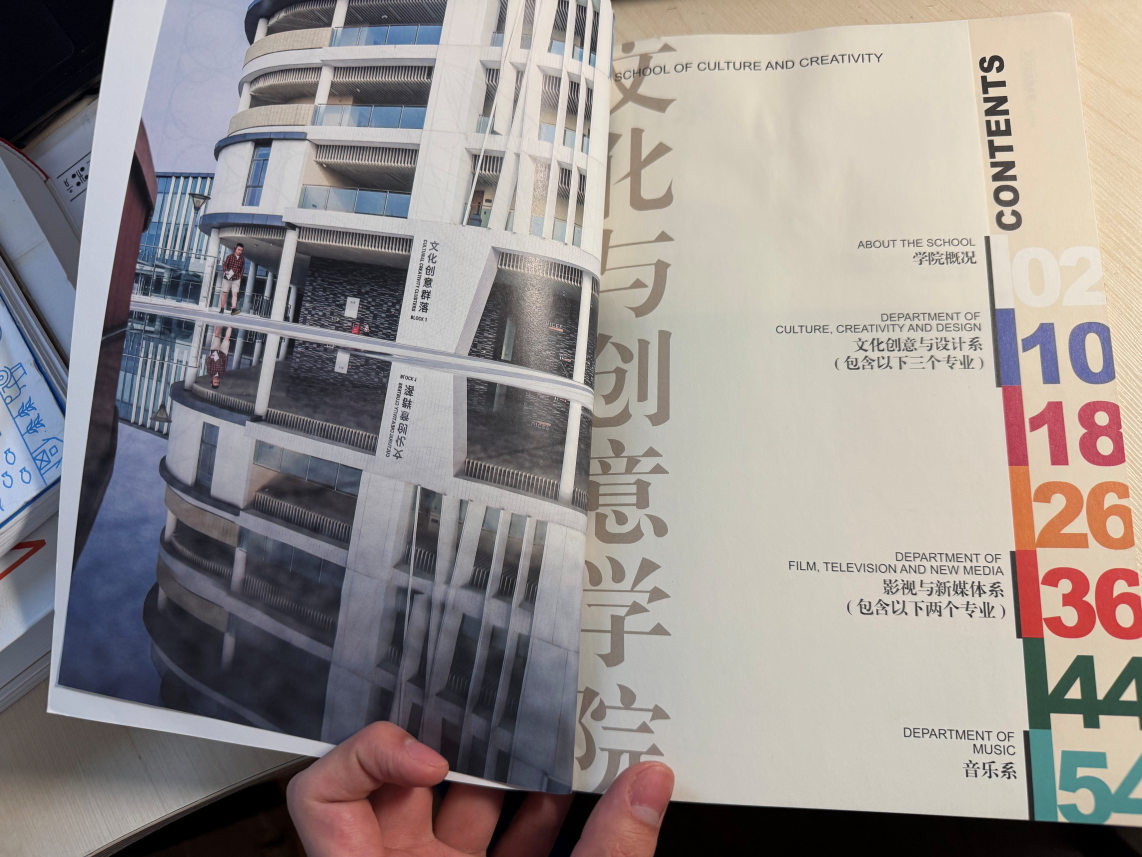 文化创意群落
CULTURAL CREATIVITY CLUSTERS
BLOCK 1
SCHOOL OF CULTURE AND CREATIVITY
文化与创意学院
CONTENTS
ABOUT THE SCHOOL
学院概况
02
DEPARTMENT OF
CULTURE, CREATIVITY AND DESIGN
文化创意与设计系
(包含以下三个专业)
10
18
26
DEPARTMENT OF
FILM, TELEVISION AND NEW MEDIA
影视与新媒体系
(包含以下两个专业)
36
44
DEPARTMENT OF
MUSIC
音乐系
54